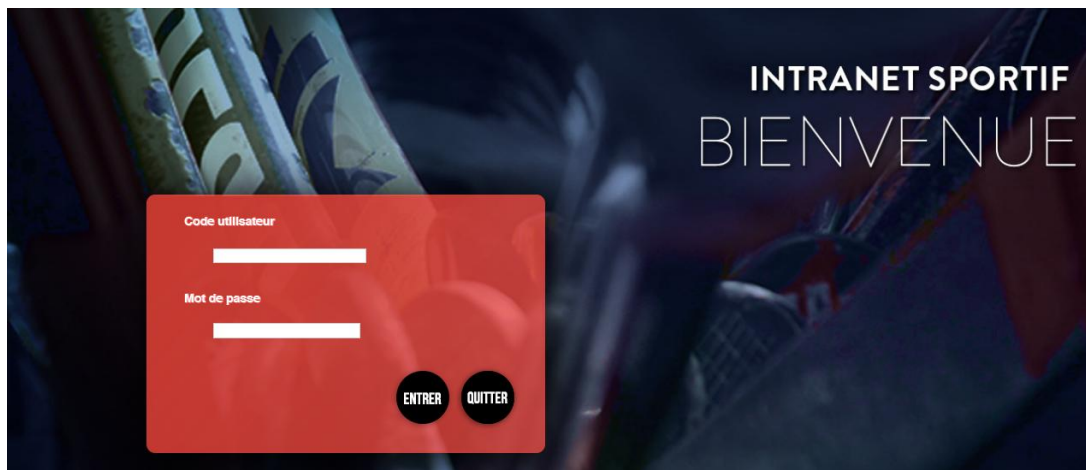 INTRANET SPORTIF
BIENVENUE
Code utilisateur
Mot de passe
ENTRER QUITTER